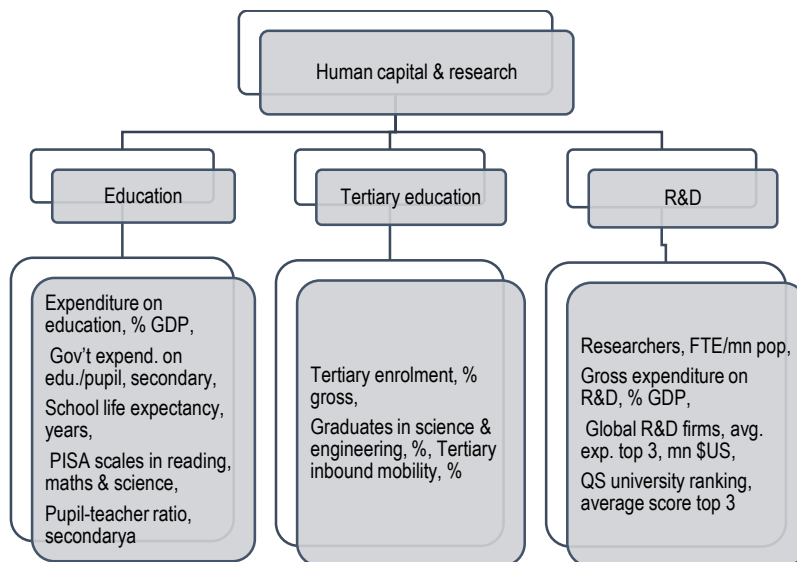 Human capital & research
Education
Tertiary education
R&D
Expenditure on
education, % GDP,
Gov’t expend. on
edu./pupil, secondary,
School life expectancy,
years,
PISA scales in reading,
maths & science,
Pupil-teacher ratio,
secondarya
Tertiary enrolment, %
gross,
Graduates in science &
engineering, %, Tertiary
inbound mobility, %
Researchers, FTE/mn pop,
Gross expenditure on
R&D, % GDP,
Global R&D firms, avg.
exp. top 3, mn $US,
QS university ranking,
average score top 3